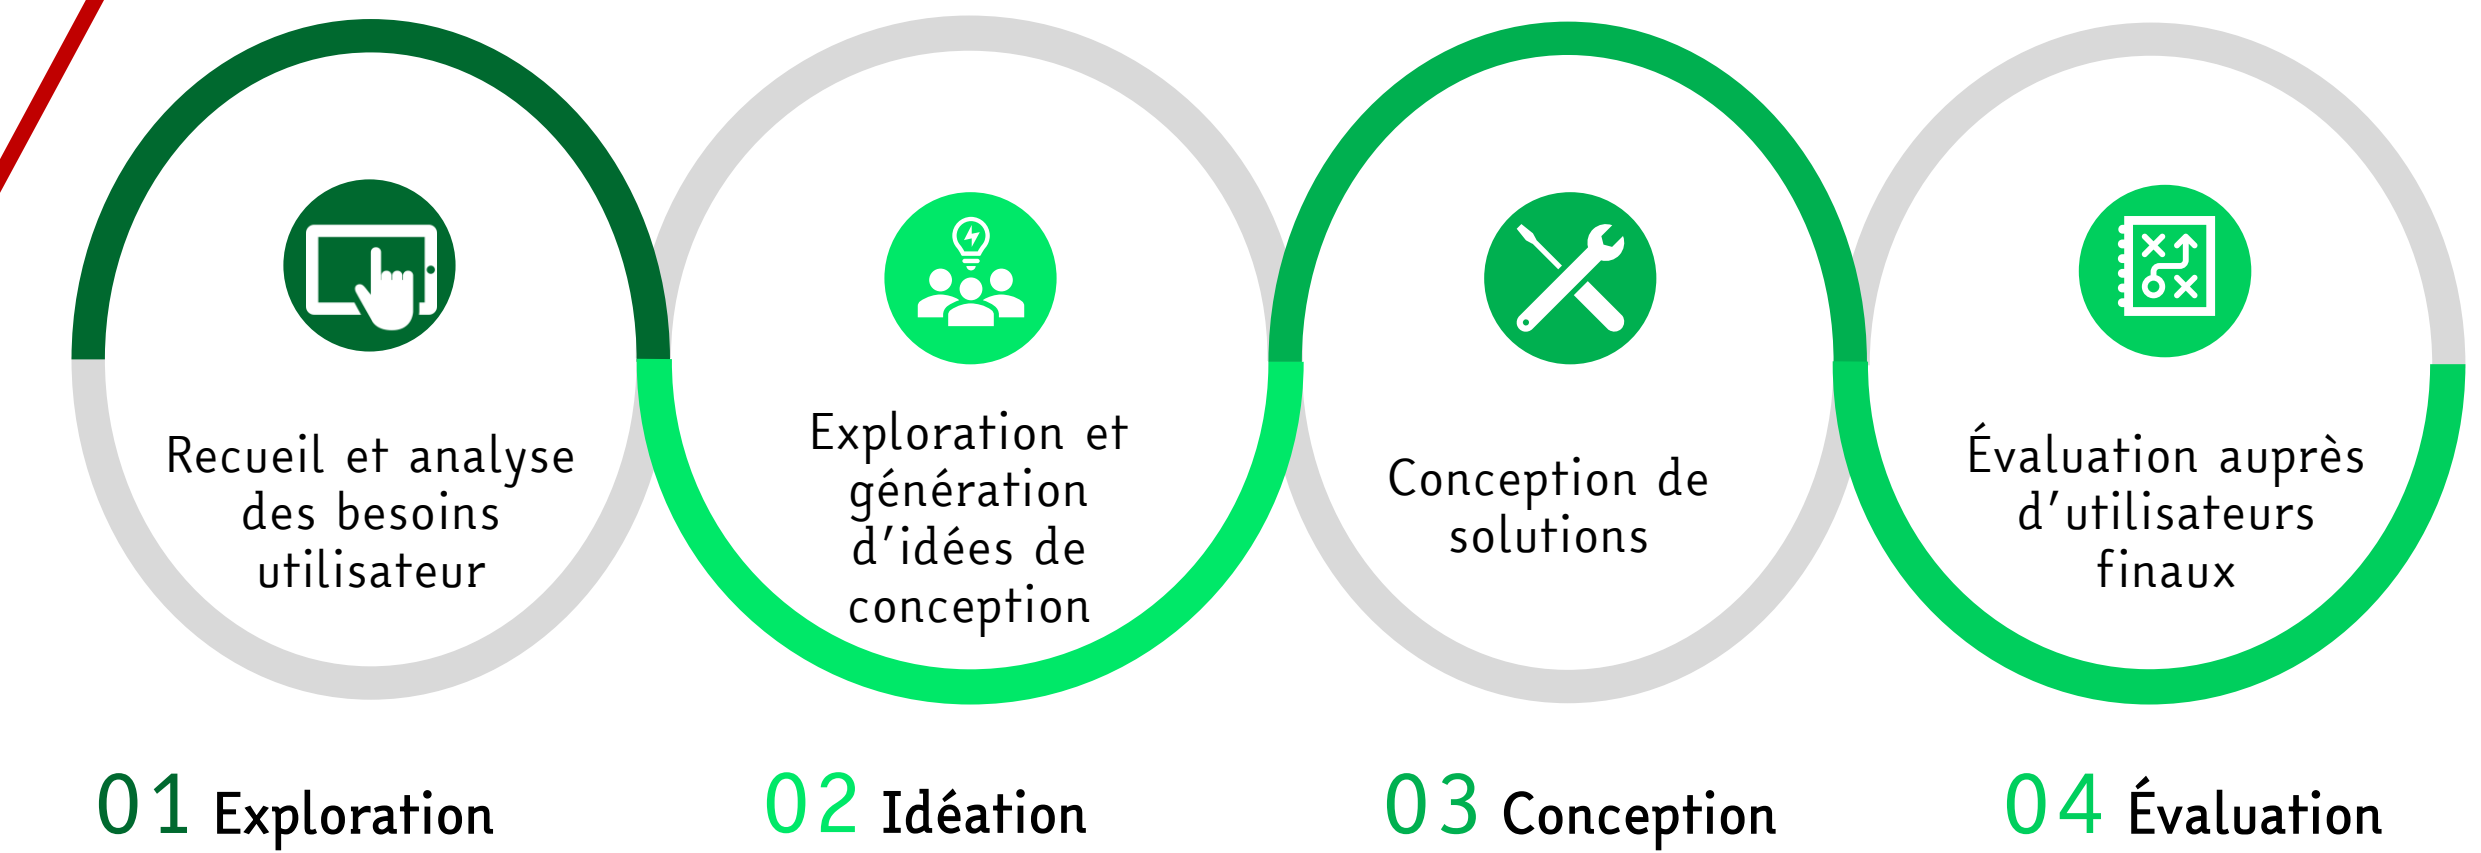 Recueil et analyse
des besoins
utilisateur
Exploration et
génération
d’idées de
conception
Conception de
solutions
Évaluation auprès
d’utilisateurs
finaux
01 Exploration
02 Idéation
03 Conception
04 Évaluation